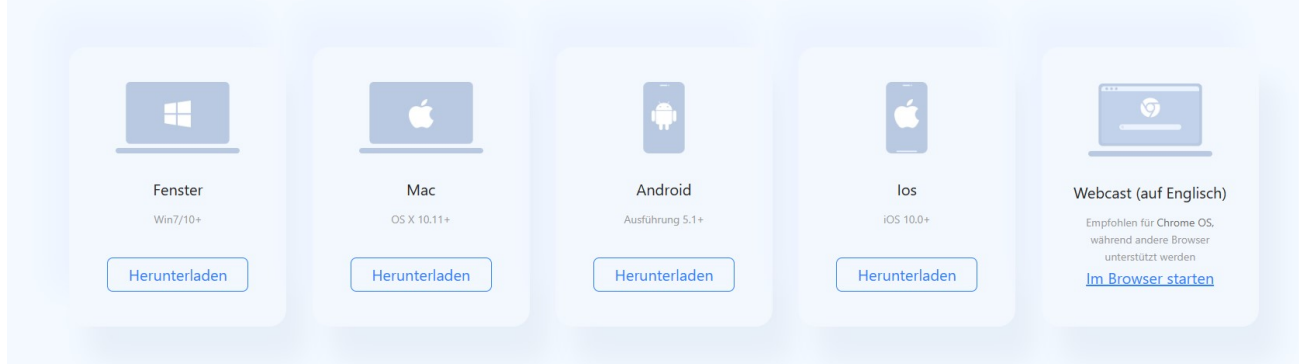 Fenster
Win7/10+
Herunterladen
Mac
OS X 10.11+
Herunterladen
Android
Ausführung 5.1+
Herunterladen
Ios
iOS 10.0+
Herunterladen
Webcast (auf Englisch)
Empfohlen für Chrome OS,
während andere Browser
unterstützt werden
Im Browser starten